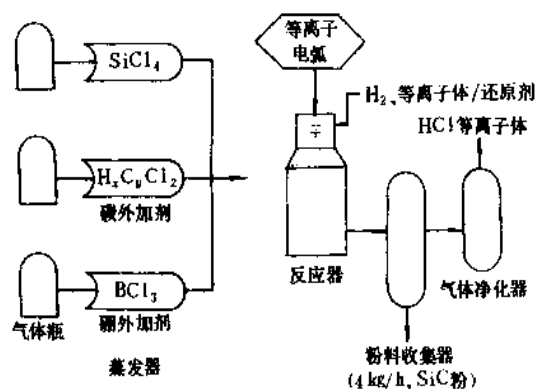 SiCl₄
HₓCᵧCl₂
碳外加剂
BCl₃
硼外加剂
气体瓶
蒸发器
等离子
电弧
H₂、等离子体/还原剂
HCl等离子体
反应器
气体净化器
粉料收集器
(4kg/h, SiC粉)